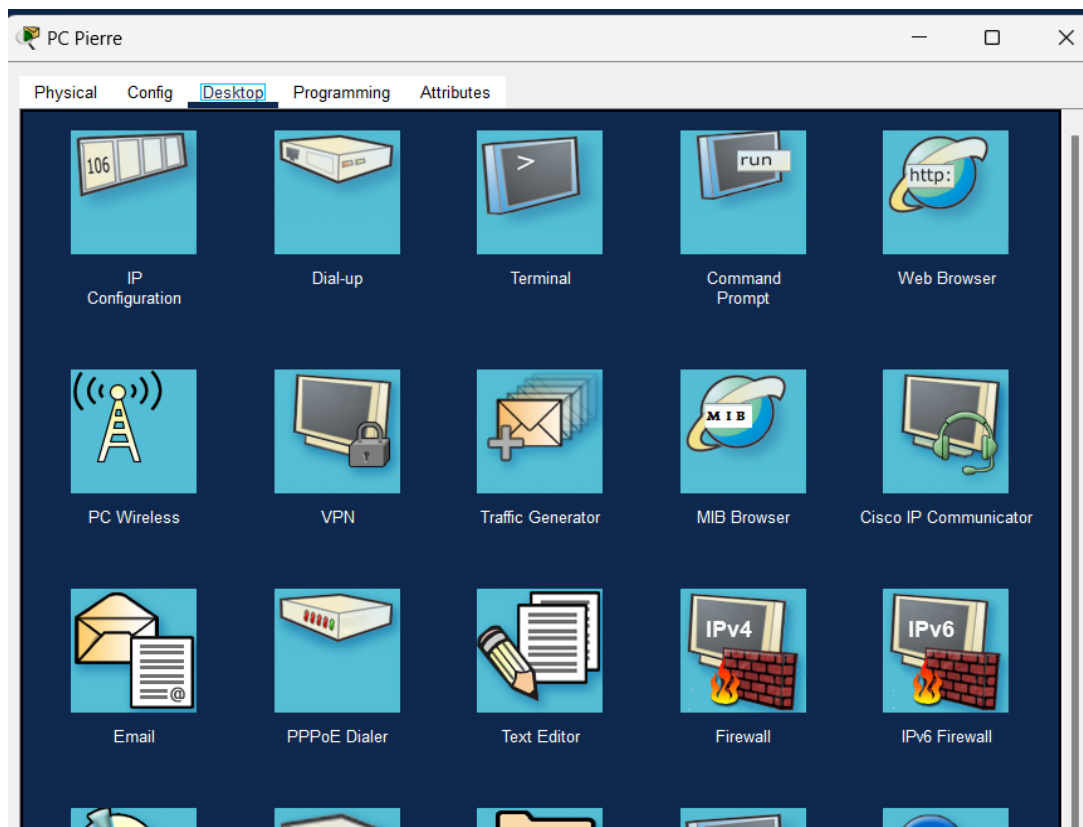 PC Pierre
Physical Config Desktop Programming Attributes
106
>
run
http:
IP
Configuration
Dial-up
Terminal
Command
Prompt
Web Browser
MIB
PC Wireless
VPN
Traffic Generator
MIB Browser
Cisco IP Communicator
@
IPv4
IPv6
Email
PPPoE Dialer
Text Editor
Firewall
IPv6 Firewall